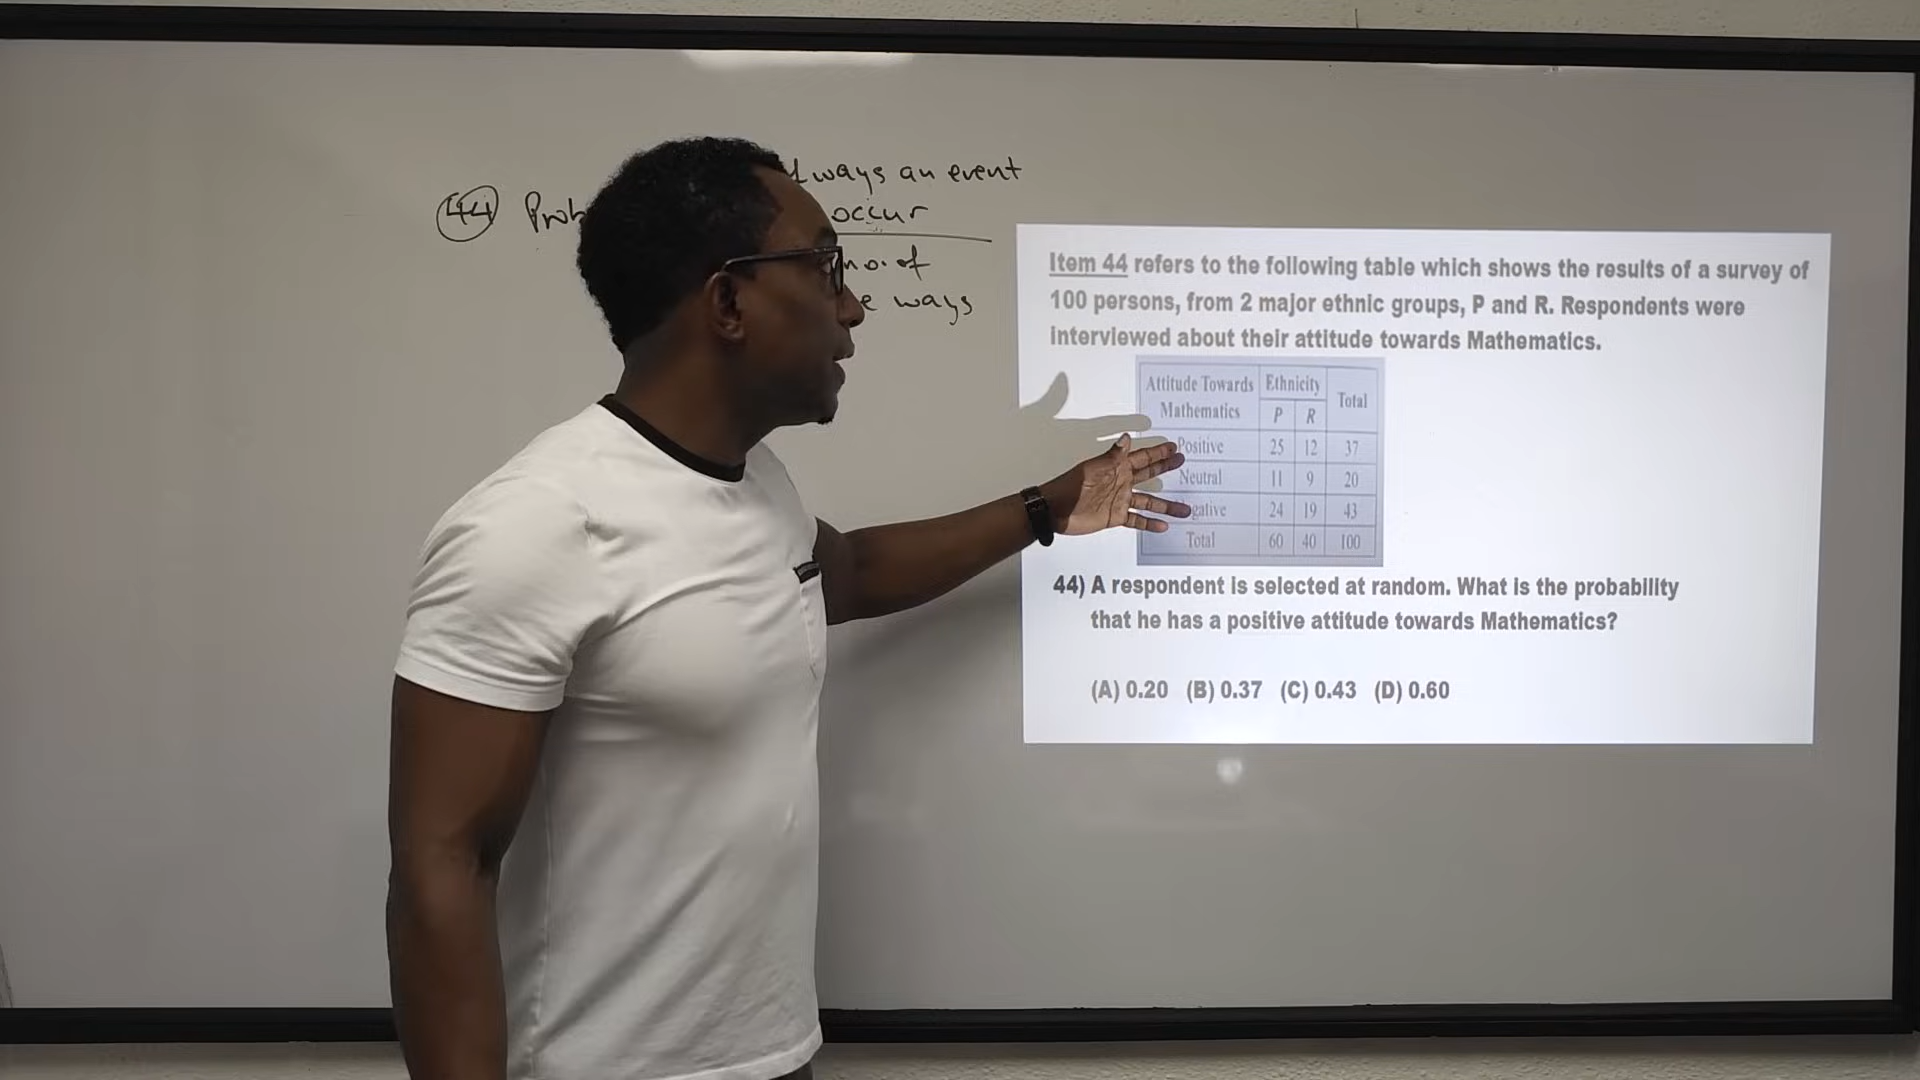 ways an event
44 Prob
occur
no. of
ways
Item 44 refers to the following table which shows the results of a survey of
100 persons, from 2 major ethnic groups, P and R. Respondents were
interviewed about their attitude towards Mathematics.
Attitude Towards Ethnicity Total
Mathematics P R
Positive 25 12 37
Neutral 11 9 20
gative 24 19 43
Total 60 40 100
44) A respondent is selected at random. What is the probability
that he has a positive attitude towards Mathematics?
(A) 0.20 (B) 0.37 (C) 0.43 (D) 0.60